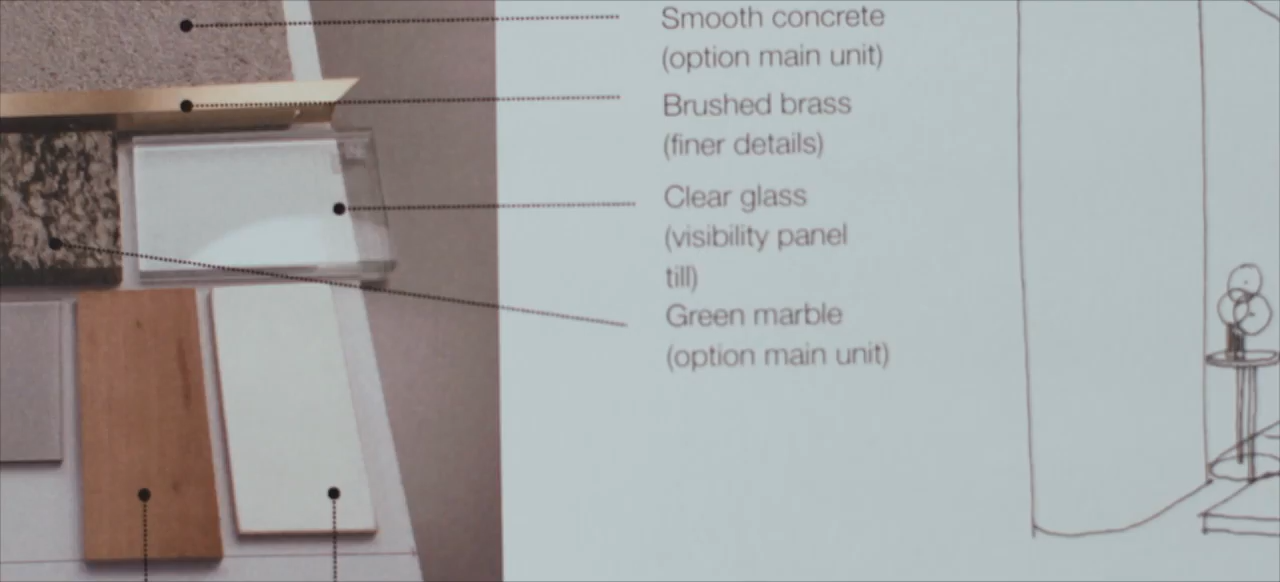 Smooth concrete
(option main unit)
Brushed brass
(finer details)
Clear glass
(visibility panel
till)
Green marble
(option main unit)